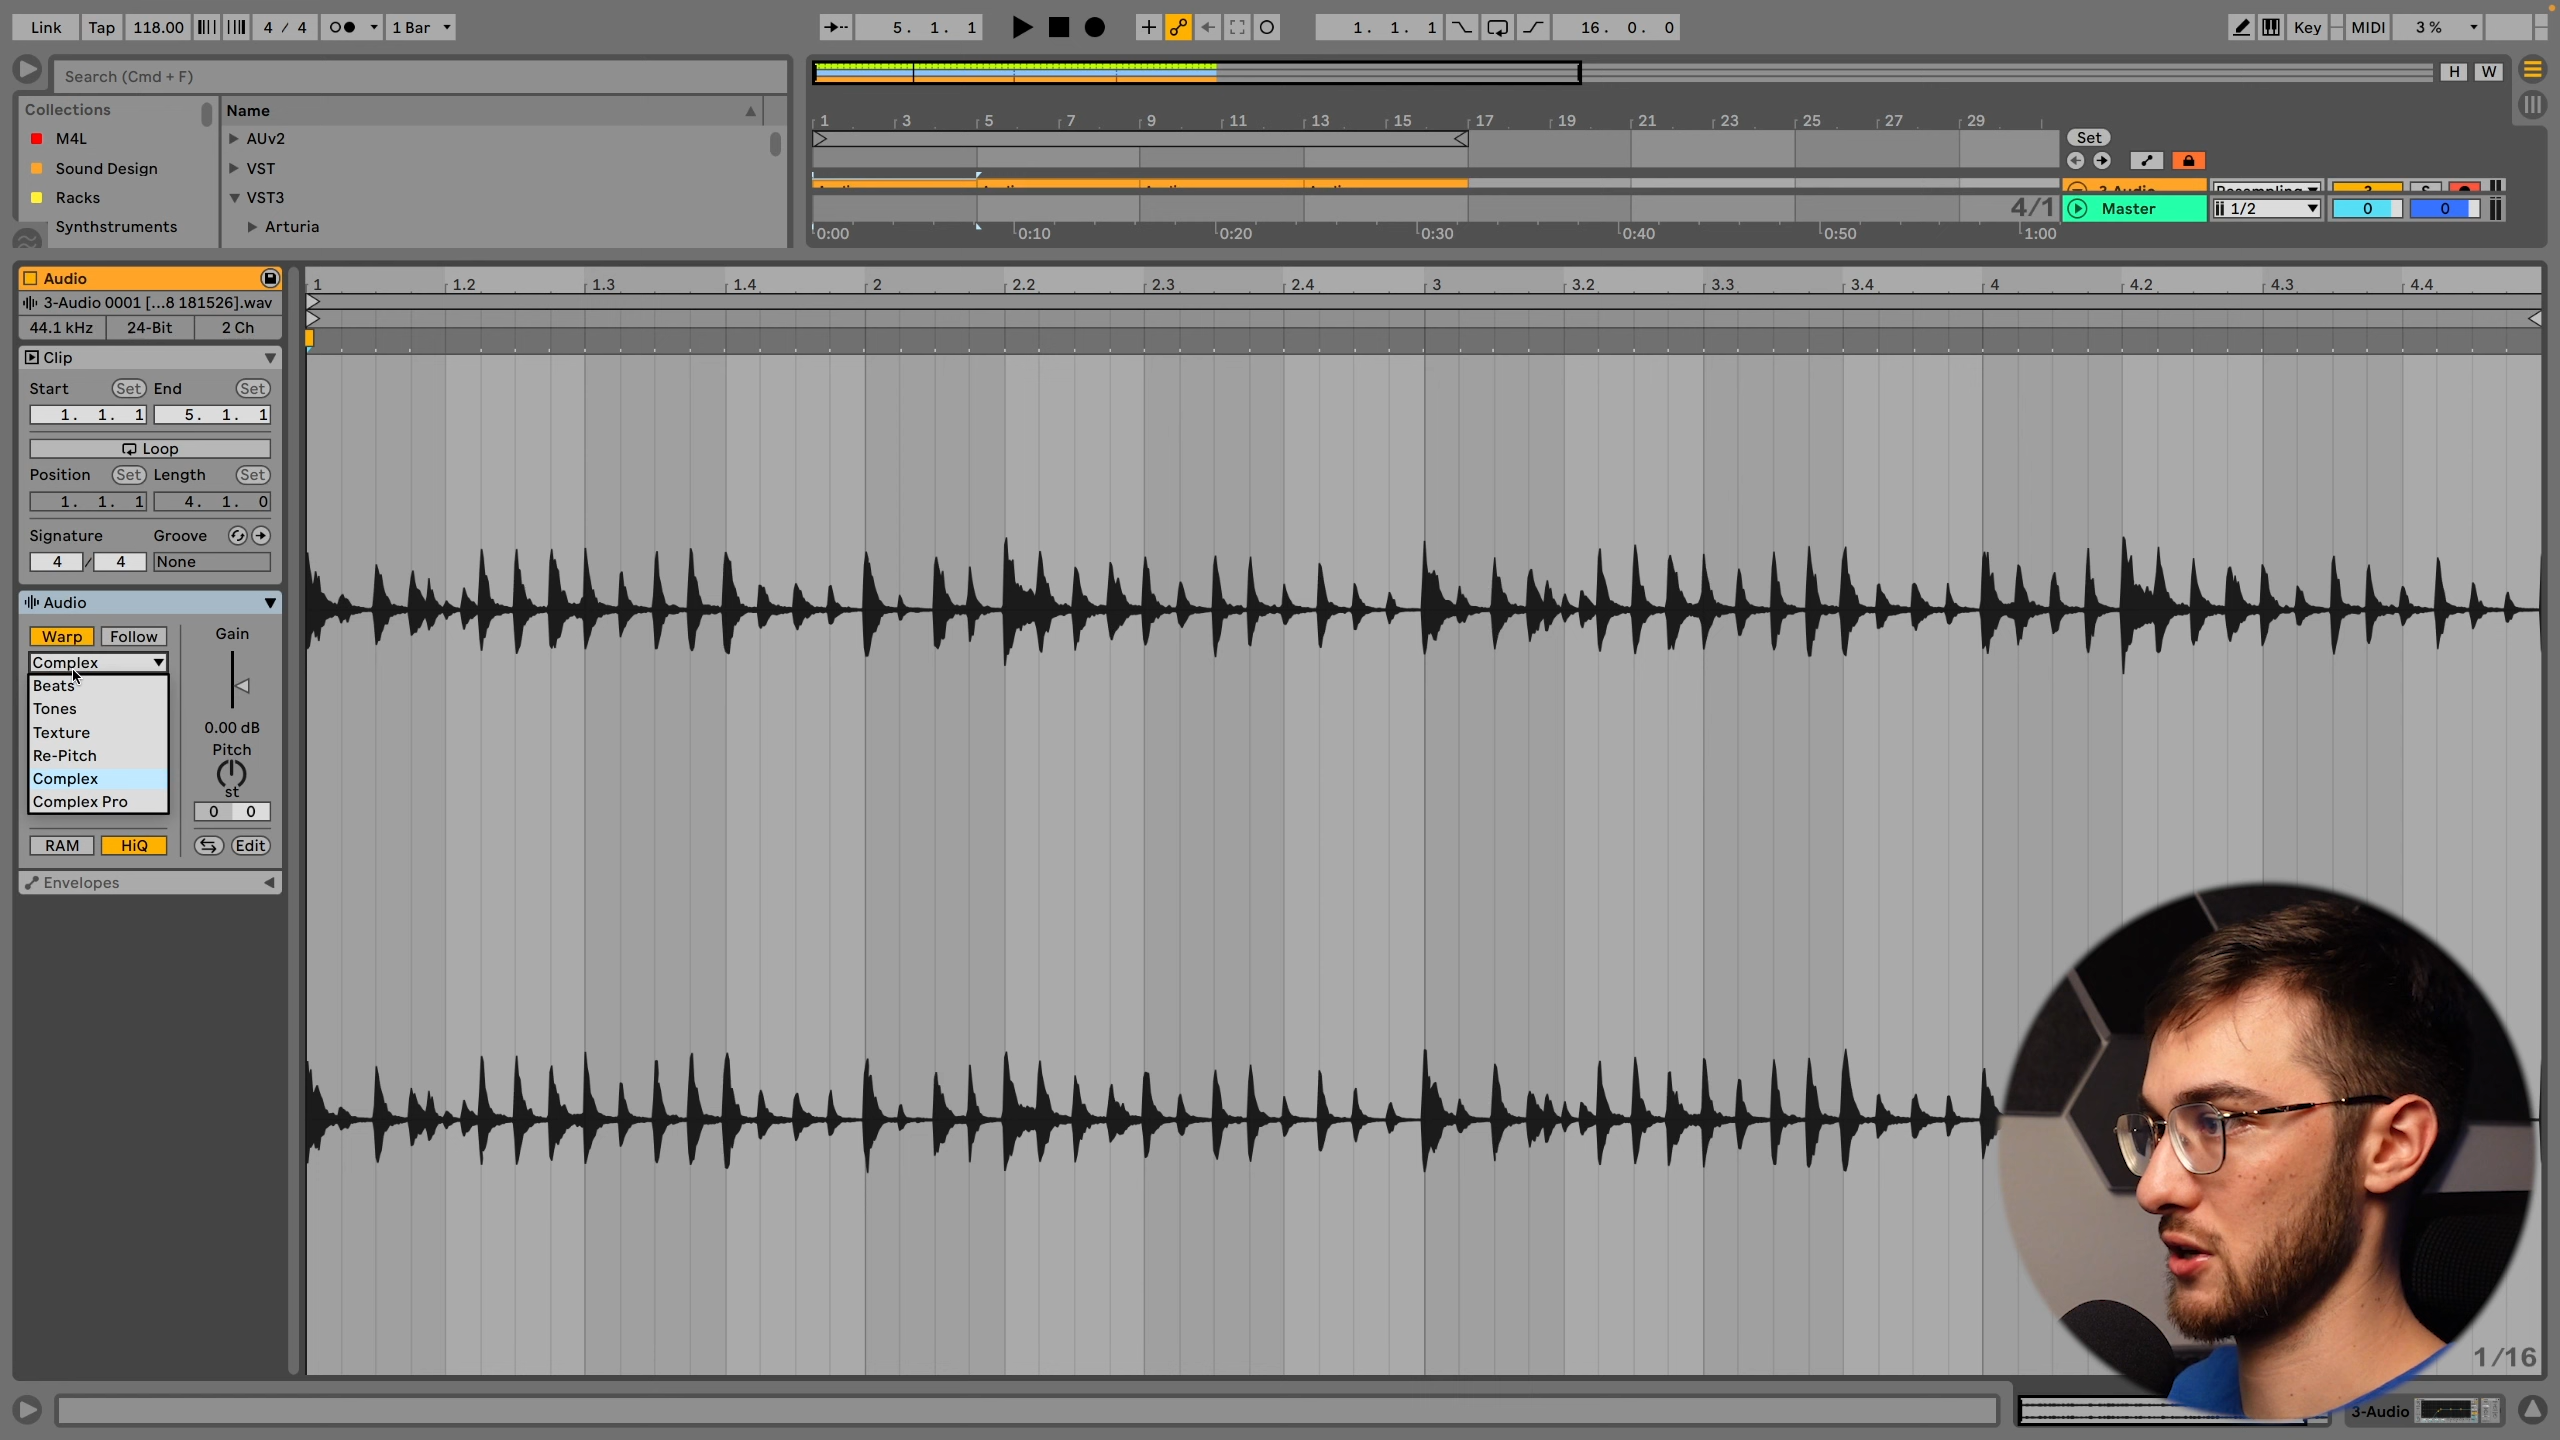 Link Tap 118.00 4 / 4 1 Bar 5. 1. 1 1. 1. 1 16. 0. 0 Key MIDI 3 %
Search (Cmd + F)
H W
Collections Name
M4L AUv2
Sound Design VST
Racks VST3
Synthstruments Arturia
1 3 5 7 9 11 13 15 17 19 21 23 25 27 29
Set
4/1 Master 1/2 0 0
0:00 0:10 0:20 0:30 0:40 0:50 1:00
Audio
3-Audio 0001 [...8 181526].wav
44.1 kHz 24-Bit 2 Ch
Clip
Start Set End Set
1. 1. 1 5. 1. 1
Loop
Position Set Length Set
1. 1. 1 4. 1. 0
Signature Groove
4 / 4 None
Audio
Warp Follow Gain
Complex
Beats
Tones
Texture
Re-Pitch
Complex
Complex Pro
0.00 dB
Pitch
st
0 0
RAM HiQ Edit
Envelopes
1 1.2 1.3 1.4 2 2.2 2.3 2.4 3 3.2 3.3 3.4 4 4.2 4.3 4.4
1/16
3-Audio